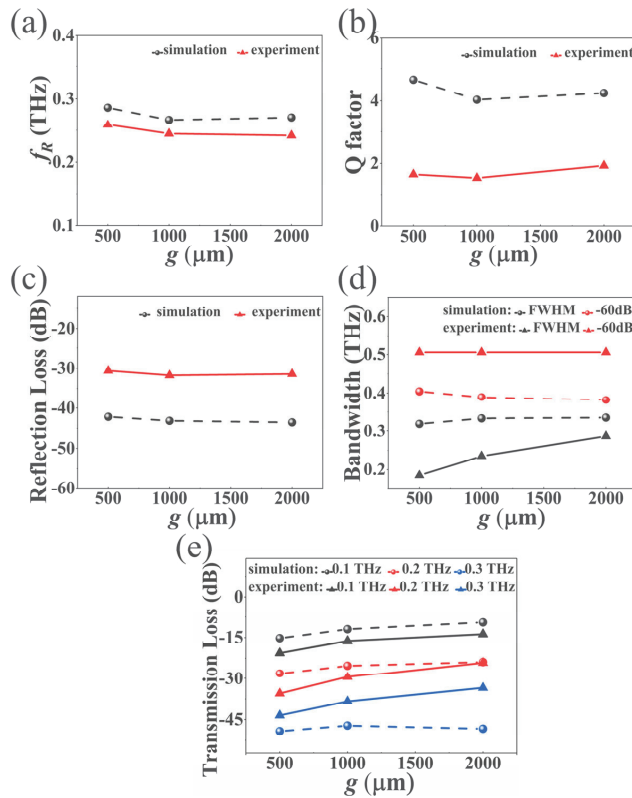 (a)
simulation experiment
f_R (THz)
0.4
0.3
0.2
0.1
500 1000 1500 2000
g (μm)
(b)
simulation experiment
Q factor
6
4
2
0
500 1000 1500 2000
g (μm)
(c)
simulation experiment
Reflection Loss (dB)
-20
-30
-40
-50
-60
500 1000 1500 2000
g (μm)
(d)
simulation: FWHM -60dB
experiment: FWHM -60dB
Bandwidth (THz)
0.6
0.5
0.4
0.3
0.2
500 1000 1500 2000
g (μm)
(e)
simulation: 0.1 THz 0.2 THz 0.3 THz
experiment: 0.1 THz 0.2 THz 0.3 THz
Transmission Loss (dB)
0
-15
-30
-45
500 1000 1500 2000
g (μm)